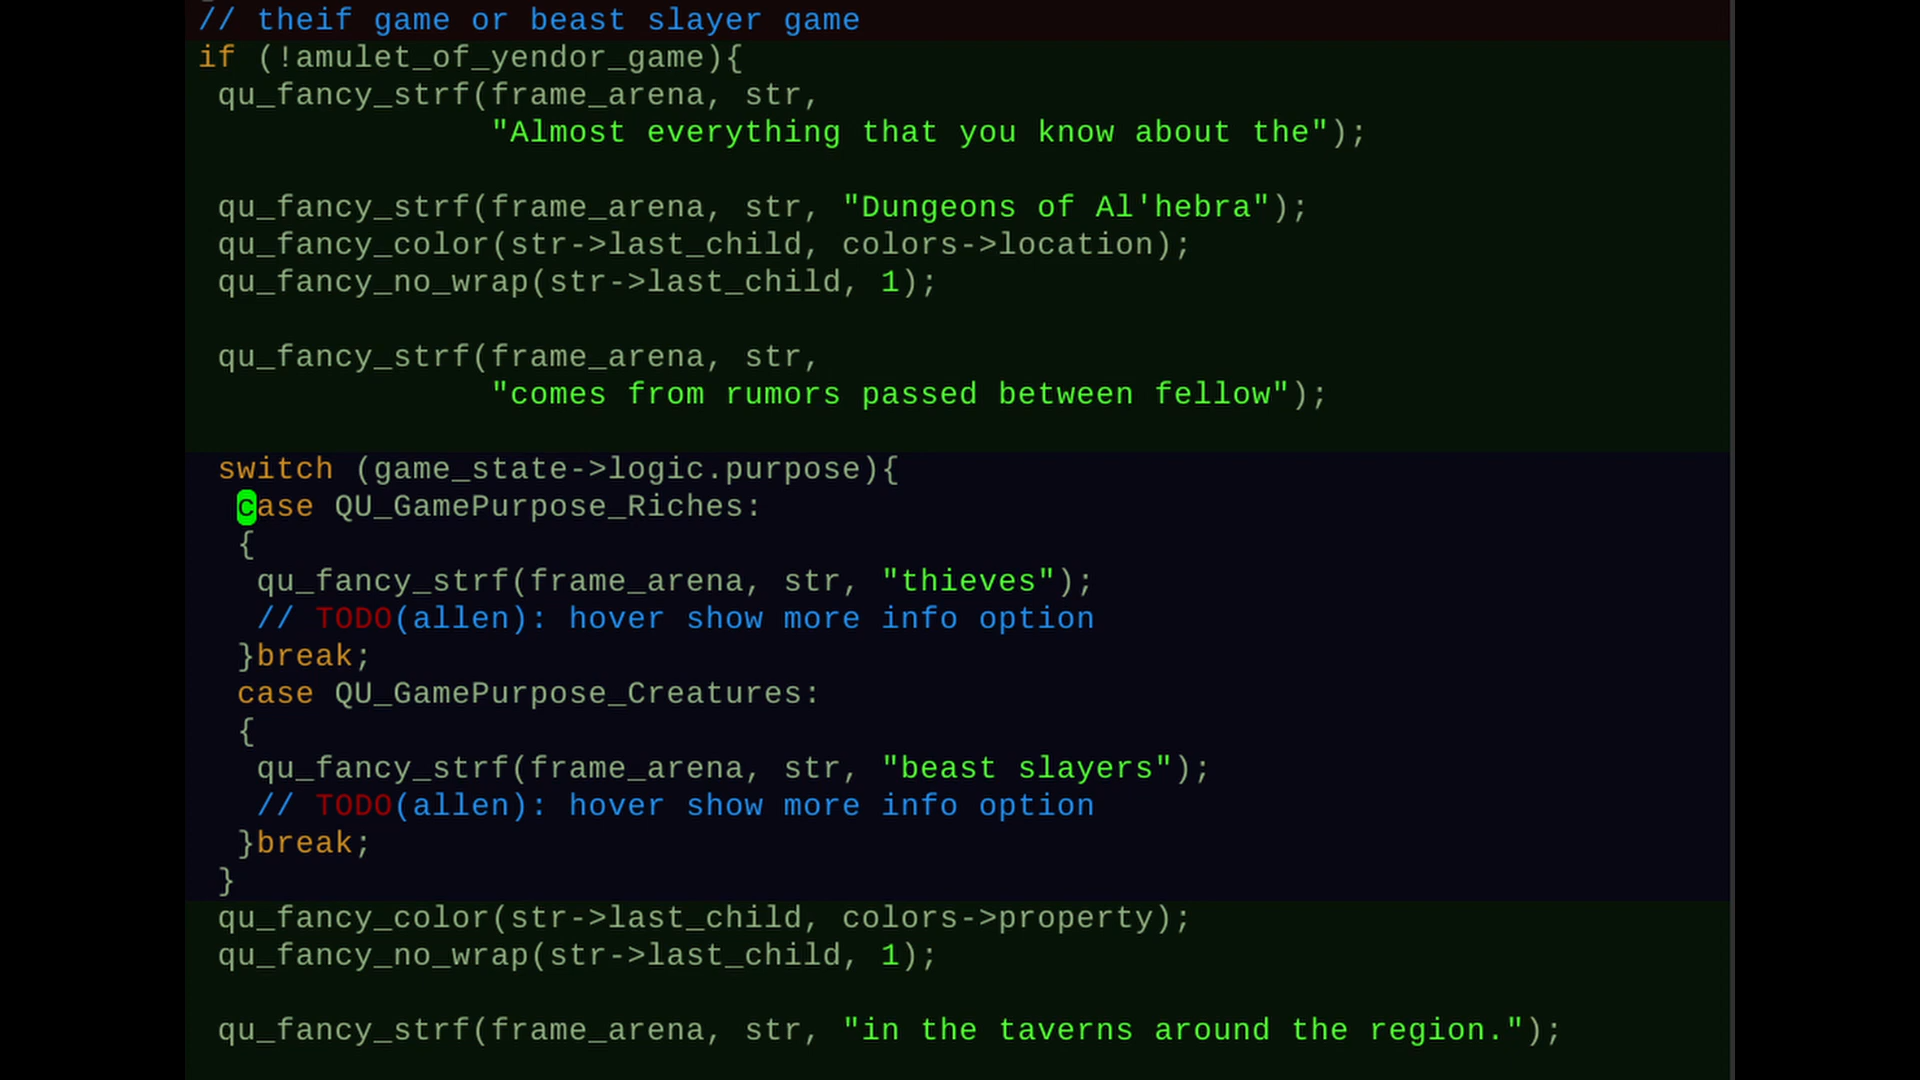 // theif game or beast slayer game
if (!amulet_of_yendor_game){
qu_fancy_strf(frame_arena, str,
"Almost everything that you know about the");
qu_fancy_strf(frame_arena, str, "Dungeons of Al'hebra");
qu_fancy_color(str->last_child, colors->location);
qu_fancy_no_wrap(str->last_child, 1);
qu_fancy_strf(frame_arena, str,
"comes from rumors passed between fellow");
switch (game_state->logic.purpose){
case QU_GamePurpose_Riches:
{
qu_fancy_strf(frame_arena, str, "thieves");
// TODO(allen): hover show more info option
}break;
case QU_GamePurpose_Creatures:
{
qu_fancy_strf(frame_arena, str, "beast slayers");
// TODO(allen): hover show more info option
}break;
}
qu_fancy_color(str->last_child, colors->property);
qu_fancy_no_wrap(str->last_child, 1);
qu_fancy_strf(frame_arena, str, "in the taverns around the region.");